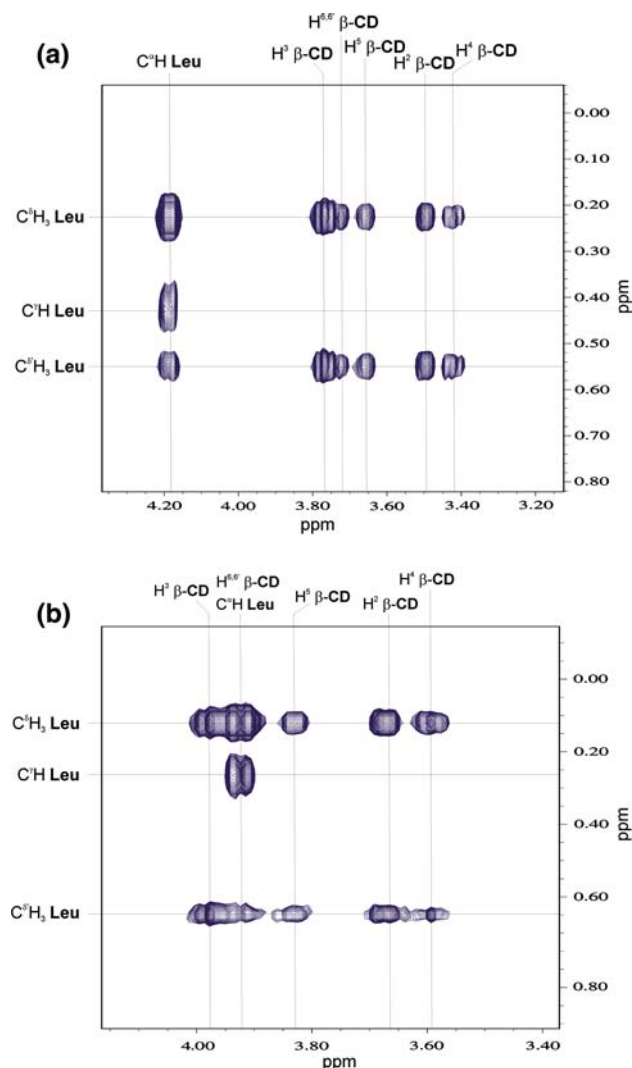 (a)
H⁶,⁶' β-CD
CᵅH Leu
H³ β-CD
H⁵ β-CD
H² β-CD
H⁴ β-CD
0.00
0.10
CᵟH₃ Leu
0.20
0.30
CᵞH Leu
0.40
ppm
0.50
Cᵟ'H₃ Leu
0.60
0.70
0.80
4.20 4.00 3.80 3.60 3.40 3.20
ppm
(b)
H⁶,⁶' β-CD
H⁴ β-CD
H³ β-CD
CᵅH Leu
H⁵ β-CD
H² β-CD
0.00
CᵟH₃ Leu
0.20
CᵞH Leu
0.40
ppm
0.60
Cᵟ'H₃ Leu
0.80
4.00 3.80 3.60 3.40
ppm